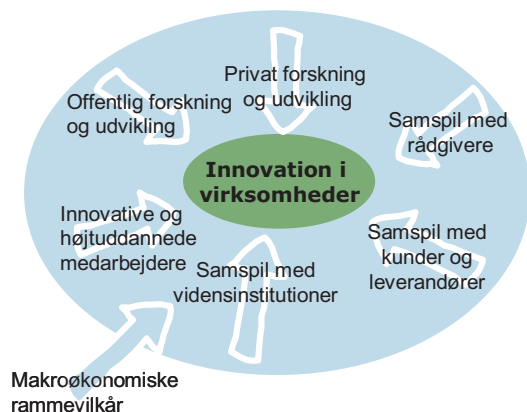 Privat forskning
og udvikling
Offentlig forskning
og udvikling
Samspil med
rådgivere
Innovation i
virksomheder
Innovative og
højtuddannede
medarbejdere
Samspil med
vidensinstitutioner
Samspil med
kunder og
leverandører
Makroøkonomiske
rammevilkår